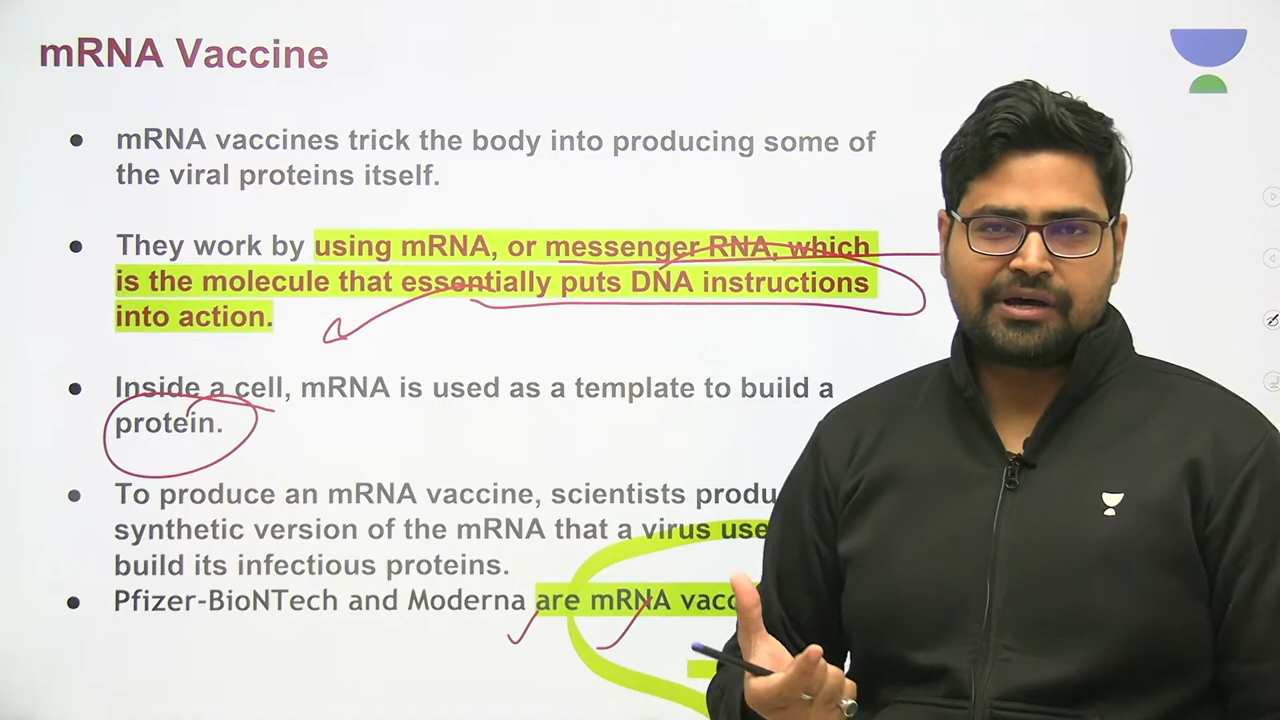 mRNA Vaccine
● mRNA vaccines trick the body into producing some of
the viral proteins itself.
● They work by using mRNA, or messenger RNA, which
is the molecule that essentially puts DNA instructions
into action.
● Inside a cell, mRNA is used as a template to build a
protein.
● To produce an mRNA vaccine, scientists produ
synthetic version of the mRNA that a virus use
build its infectious proteins.
● Pfizer-BioNTech and Moderna are mRNA vacc